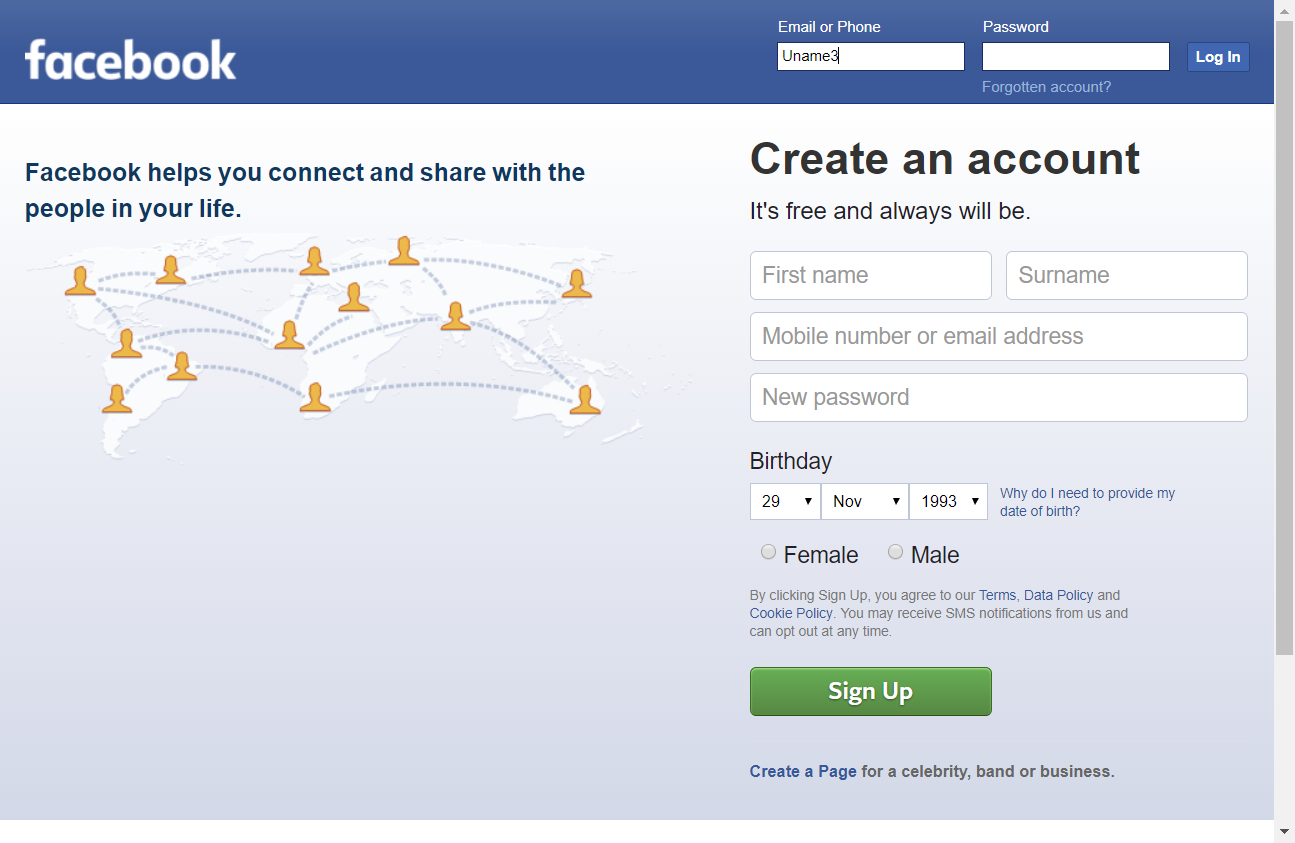 facebook
Email or Phone
Password
Uname3
Log In
Forgotten account?
Facebook helps you connect and share with the
people in your life.
Create an account
It's free and always will be.
First name
Surname
Mobile number or email address
New password
Birthday
29
Nov
1993
Why do I need to provide my
date of birth?
Female
Male
By clicking Sign Up, you agree to our Terms, Data Policy and
Cookie Policy. You may receive SMS notifications from us and
can opt out at any time.
Sign Up
Create a Page for a celebrity, band or business.